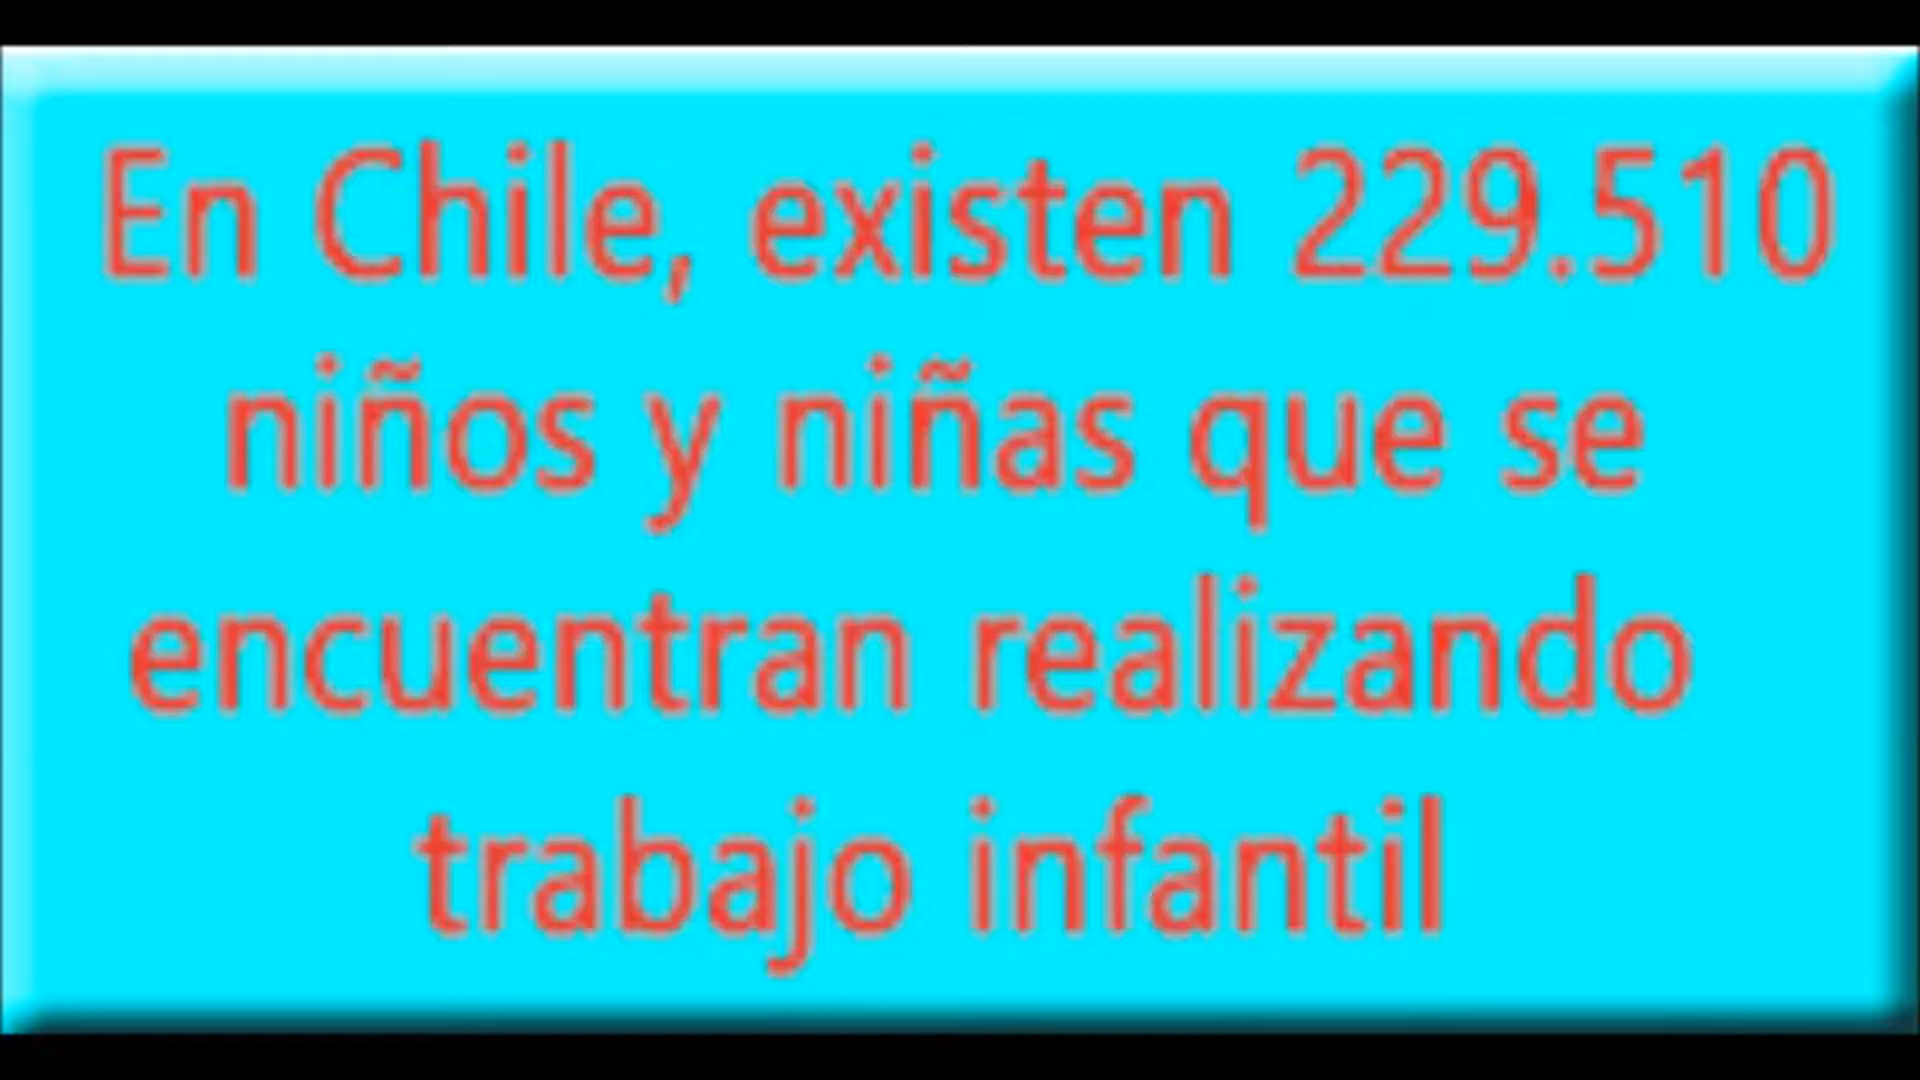 En Chile, existen 229.510
niños y niñas que se
encuentran realizando
trabajo infantil